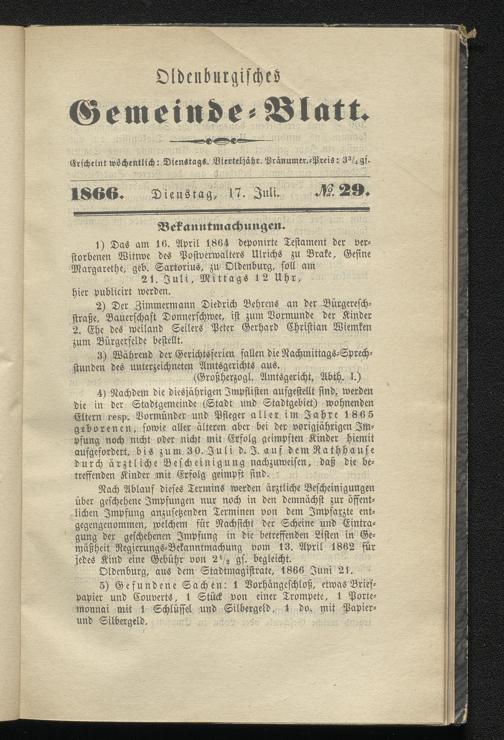 Oldenburgisches
Gemeinde-Blatt.
Erscheint wöchentlich: Dienstags. Vierteljähr. Pränumer.-Preis: 3¾ gs.
1866. Dienstag, 17. Juli. № 29.
Bekanntmachungen.
1) Das am 16. April 1864 deponirte Testament der ver-
storbenen Witwe des Postverwalters Ulrichs zu Brake, Gesine
Margarethe, geb. Sartorius, zu Oldenburg, soll am
21. Juli, Mittags 12 Uhr,
hier publicirt werden.
2) Der Zimmermann Diedrich Behrens an der Bürgeresch-
straße, Bauerschaft Donnerschwee, ist zum Vormunde der Kinder
2. Ehe des weiland Seilers Peter Gerhard Christian Wiemken
zum Bürgerfelde bestellt.
3) Während der Gerichtsferien fallen die Nachmittags-Sprech-
stunden des unterzeichneten Amtsgerichts aus.
(Großherzogl. Amtsgericht, Abth. I.)
4) Nachdem die diesjährigen Impflisten aufgestellt sind, werden
die in der Stadtgemeinde (Stadt und Stadtgebiet) wohnenden
Eltern resp. Vormünder und Pfleger aller im Jahre 1865
geborenen, sowie aller älteren aber bei der vorigjährigen Im-
pfung noch nicht oder nicht mit Erfolg geimpften Kinder hiemit
aufgefordert, bis zum 30. Juli d. J. auf dem Rathhause
durch ärztliche Bescheinigung nachzuweisen, daß die be-
treffenden Kinder mit Erfolg geimpft sind.
Nach Ablauf dieses Termins werden ärztliche Bescheinigungen
über geschehene Impfungen nur noch in den demnächst zur öffent-
lichen Impfung anzusetzenden Terminen von dem Impfarzte ent-
gegengenommen, welchem für Nachsicht der Scheine und Eintra-
gung der geschehenen Impfung in die betreffenden Listen in Ge-
mäßheit Regierungs-Bekanntmachung vom 13. April 1862 für
jedes Kind eine Gebühr von 2½ gs. begleicht.
Oldenburg, aus dem Stadtmagistrate, 1866 Juni 21.
5) Gefundene Sachen: 1 Vorhängeschloß, etwas Brief-
papier und Couverts, 1 Stück von einer Trompete, 1 Porte-
monnai mit 1 Schlüssel und Silbergeld, 1 do. mit Papier-
und Silbergeld.